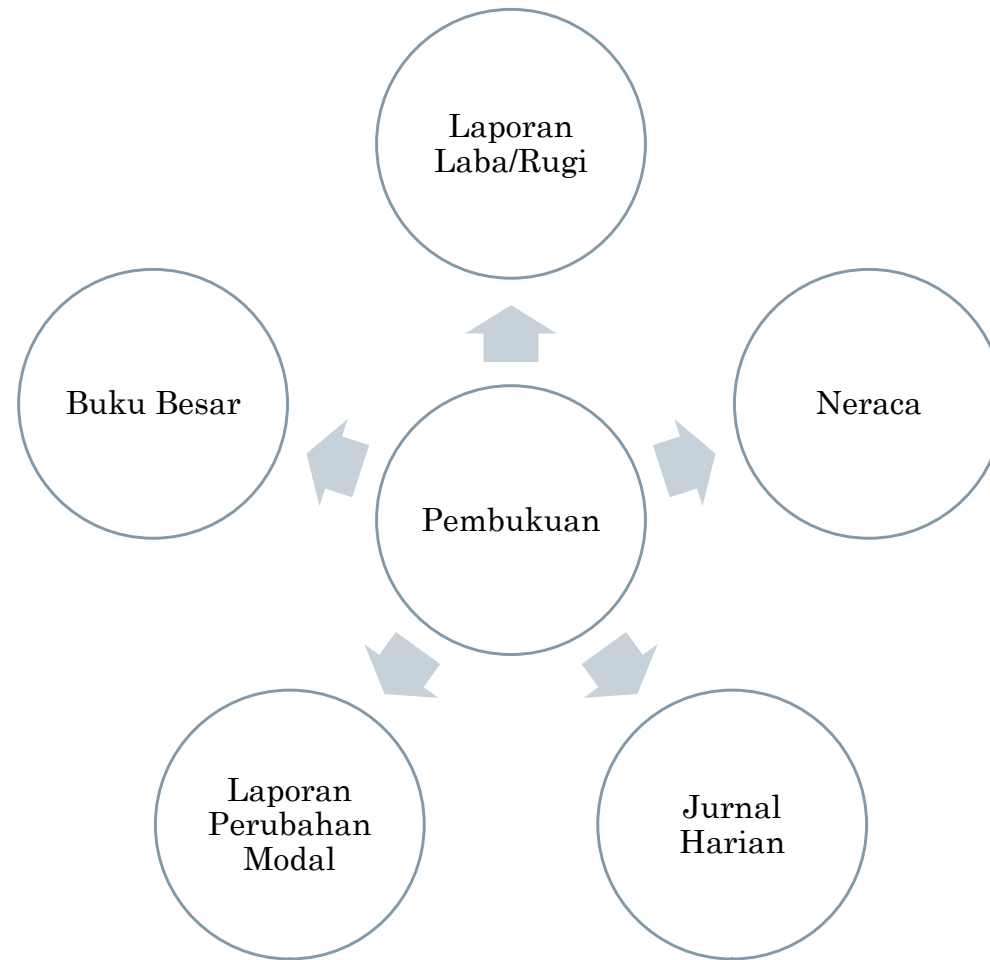 Laporan
Laba/Rugi
Buku Besar
Neraca
Pembukuan
Laporan
Perubahan
Modal
Jurnal
Harian